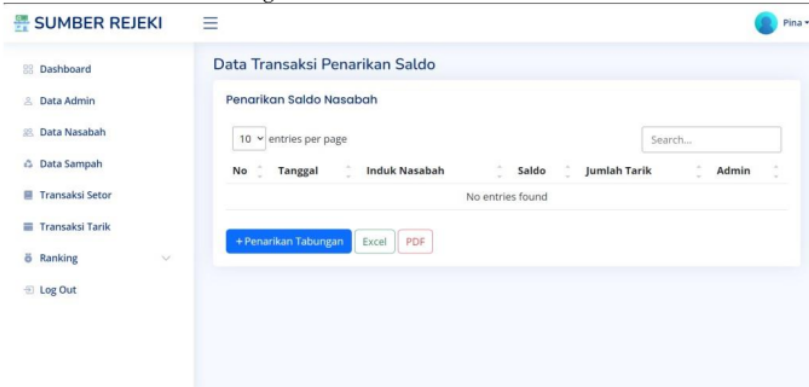 SUMBER REJEKI
Pina
Dashboard
Data Admin
Data Nasabah
Data Sampah
Transaksi Setor
Transaksi Tarik
Ranking
Log Out
Data Transaksi Penarikan Saldo
Penarikan Saldo Nasabah
10 entries per page
Search...
No Tanggal Induk Nasabah Saldo Jumlah Tarik Admin
No entries found
+ Penarikan Tabungan Excel PDF